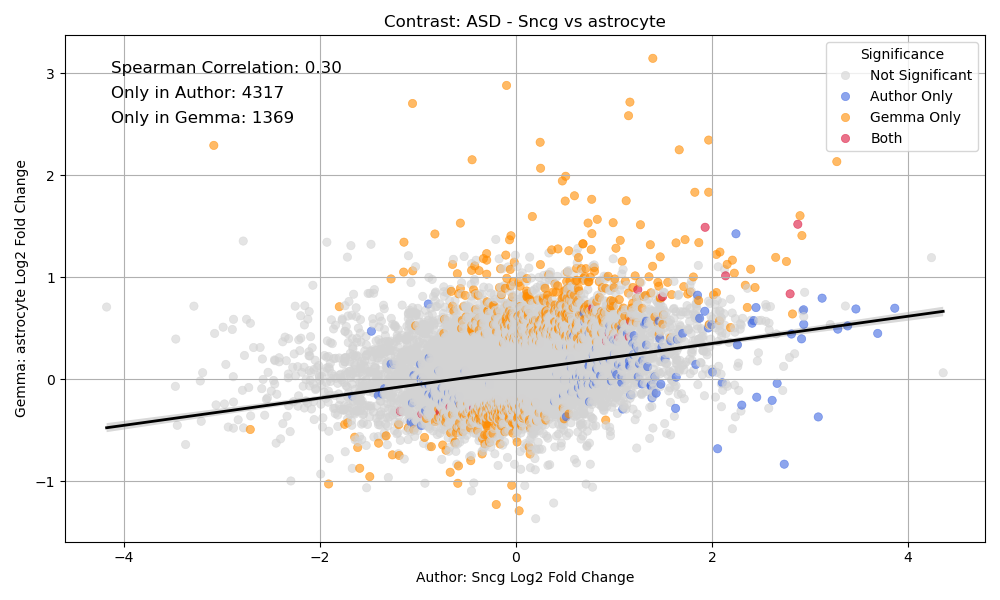 Contrast: ASD - Sncg vs astrocyte
Spearman Correlation: 0.30
Only in Author: 4317
Only in Gemma: 1369
Significance
Not Significant
Author Only
Gemma Only
Both
Gemma: astrocyte Log2 Fold Change
3
2
1
0
−1
−4
−2
0
2
4
Author: Sncg Log2 Fold Change